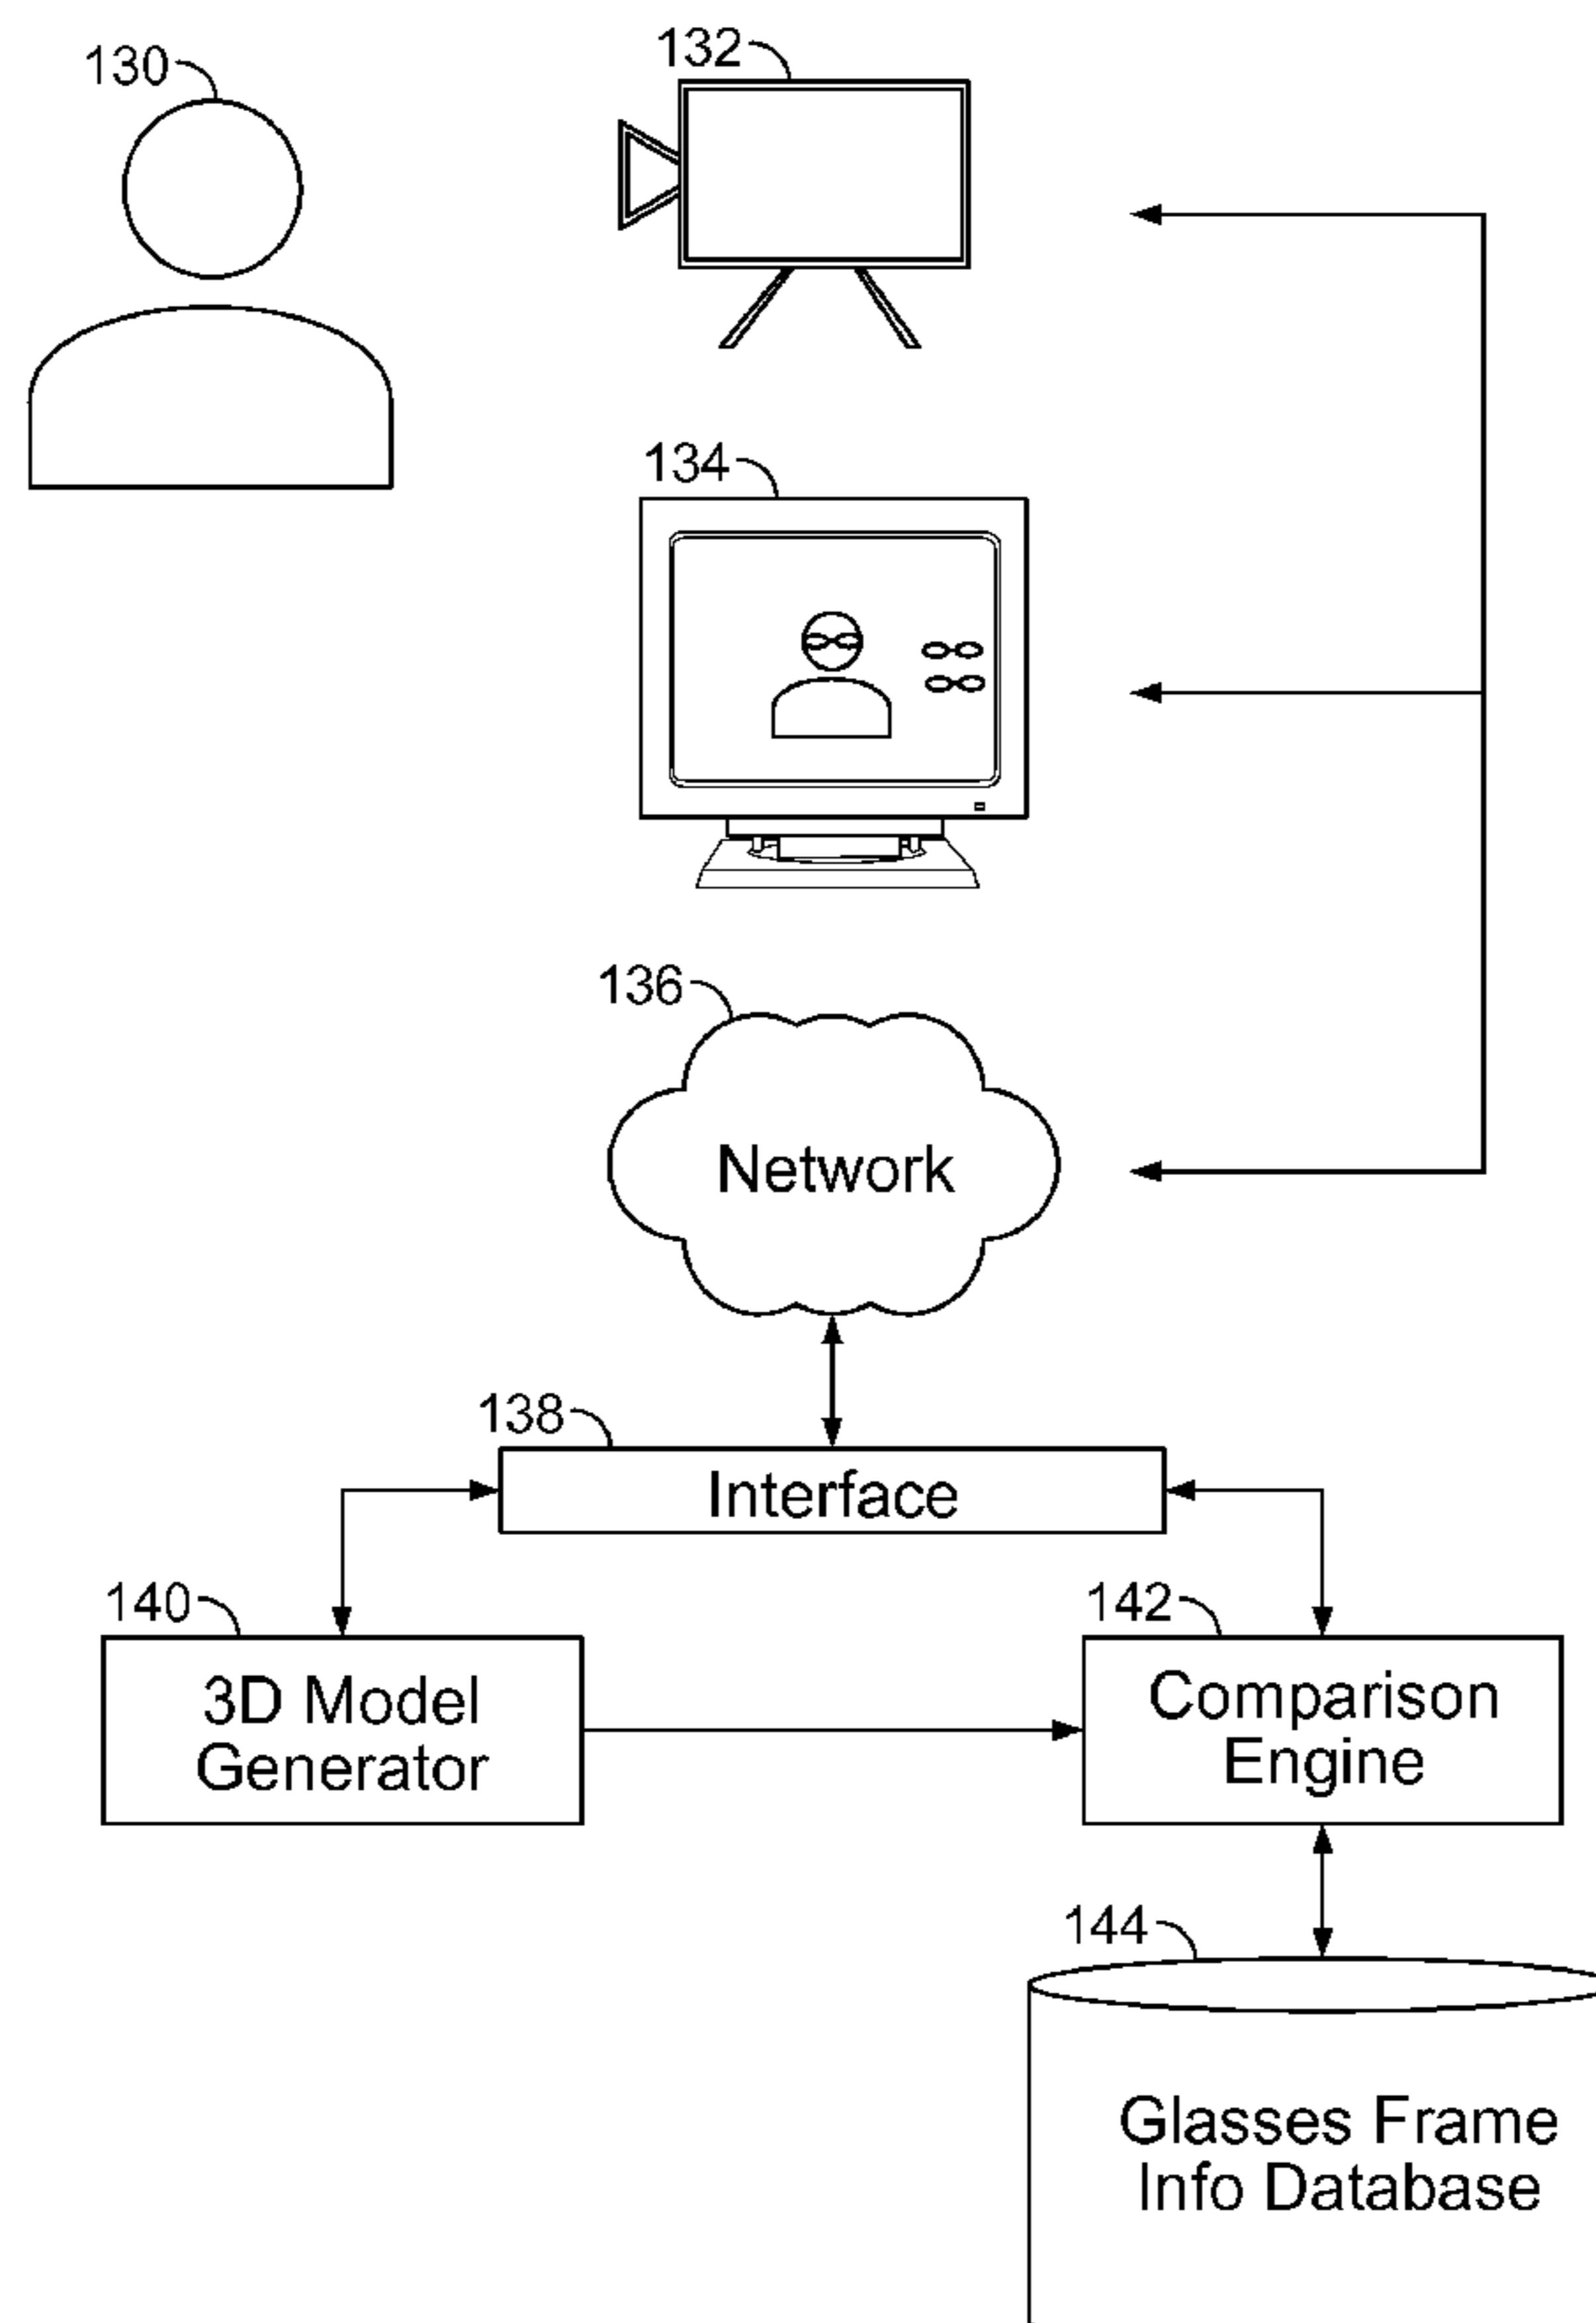 130
132
134
136
Network
138
Interface
140
142
3D Model
Generator
Comparison
Engine
144
Glasses Frame
Info Database